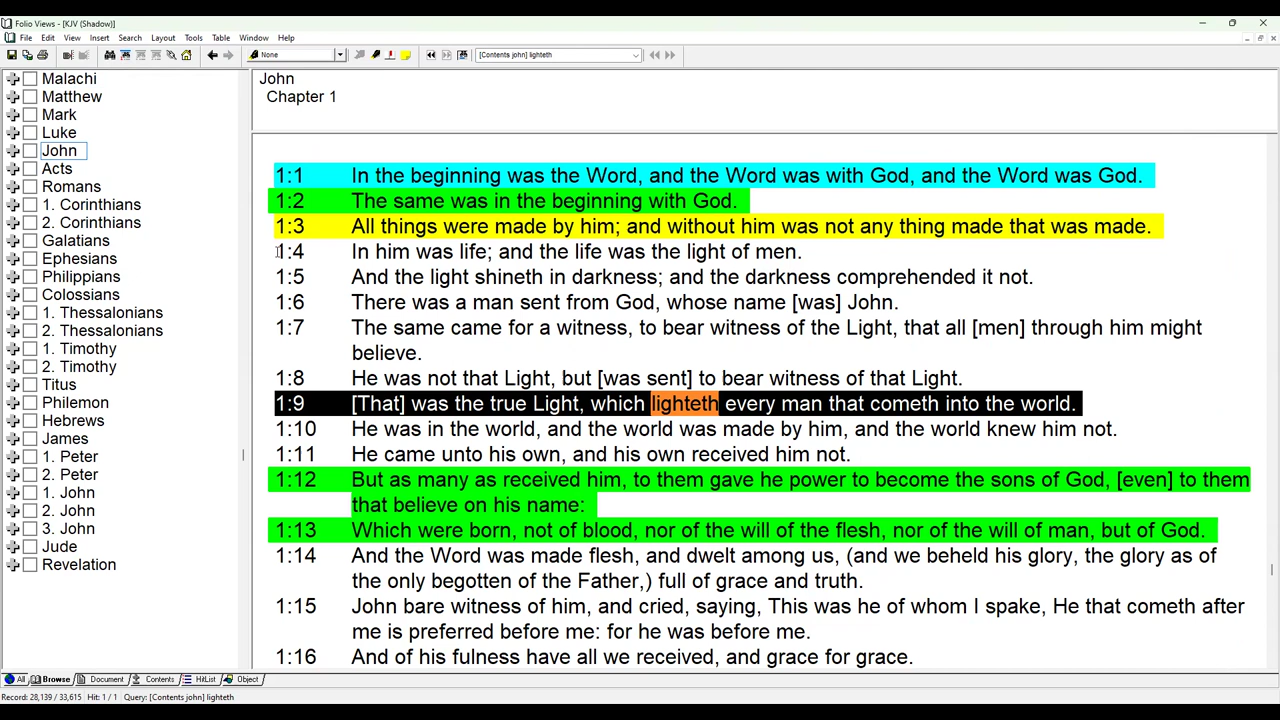 Folio Views - [KJV (Shadow)]
File Edit View Insert Search Layout Tools Table Window Help
None
[Contents john] lighteth
Malachi
Matthew
Mark
Luke
John
Acts
Romans
1. Corinthians
2. Corinthians
Galatians
Ephesians
Philippians
Colossians
1. Thessalonians
2. Thessalonians
1. Timothy
2. Timothy
Titus
Philemon
Hebrews
James
1. Peter
2. Peter
1. John
2. John
3. John
Jude
Revelation
John
Chapter 1
1:1 In the beginning was the Word, and the Word was with God, and the Word was God.
1:2 The same was in the beginning with God.
1:3 All things were made by him; and without him was not any thing made that was made.
1:4 In him was life; and the life was the light of men.
1:5 And the light shineth in darkness; and the darkness comprehended it not.
1:6 There was a man sent from God, whose name [was] John.
1:7 The same came for a witness, to bear witness of the Light, that all [men] through him might
believe.
1:8 He was not that Light, but [was sent] to bear witness of that Light.
1:9 [That] was the true Light, which lighteth every man that cometh into the world.
1:10 He was in the world, and the world was made by him, and the world knew him not.
1:11 He came unto his own, and his own received him not.
1:12 But as many as received him, to them gave he power to become the sons of God, [even] to them
that believe on his name:
1:13 Which were born, not of blood, nor of the will of the flesh, nor of the will of man, but of God.
1:14 And the Word was made flesh, and dwelt among us, (and we beheld his glory, the glory as of
the only begotten of the Father,) full of grace and truth.
1:15 John bare witness of him, and cried, saying, This was he of whom I spake, He that cometh after
me is preferred before me: for he was before me.
1:16 And of his fulness have all we received, and grace for grace.
All Browse Document Contents HitList Object
Record: 28,139 / 33,615 Hit: 1 / 1 Query: [Contents john] lighteth